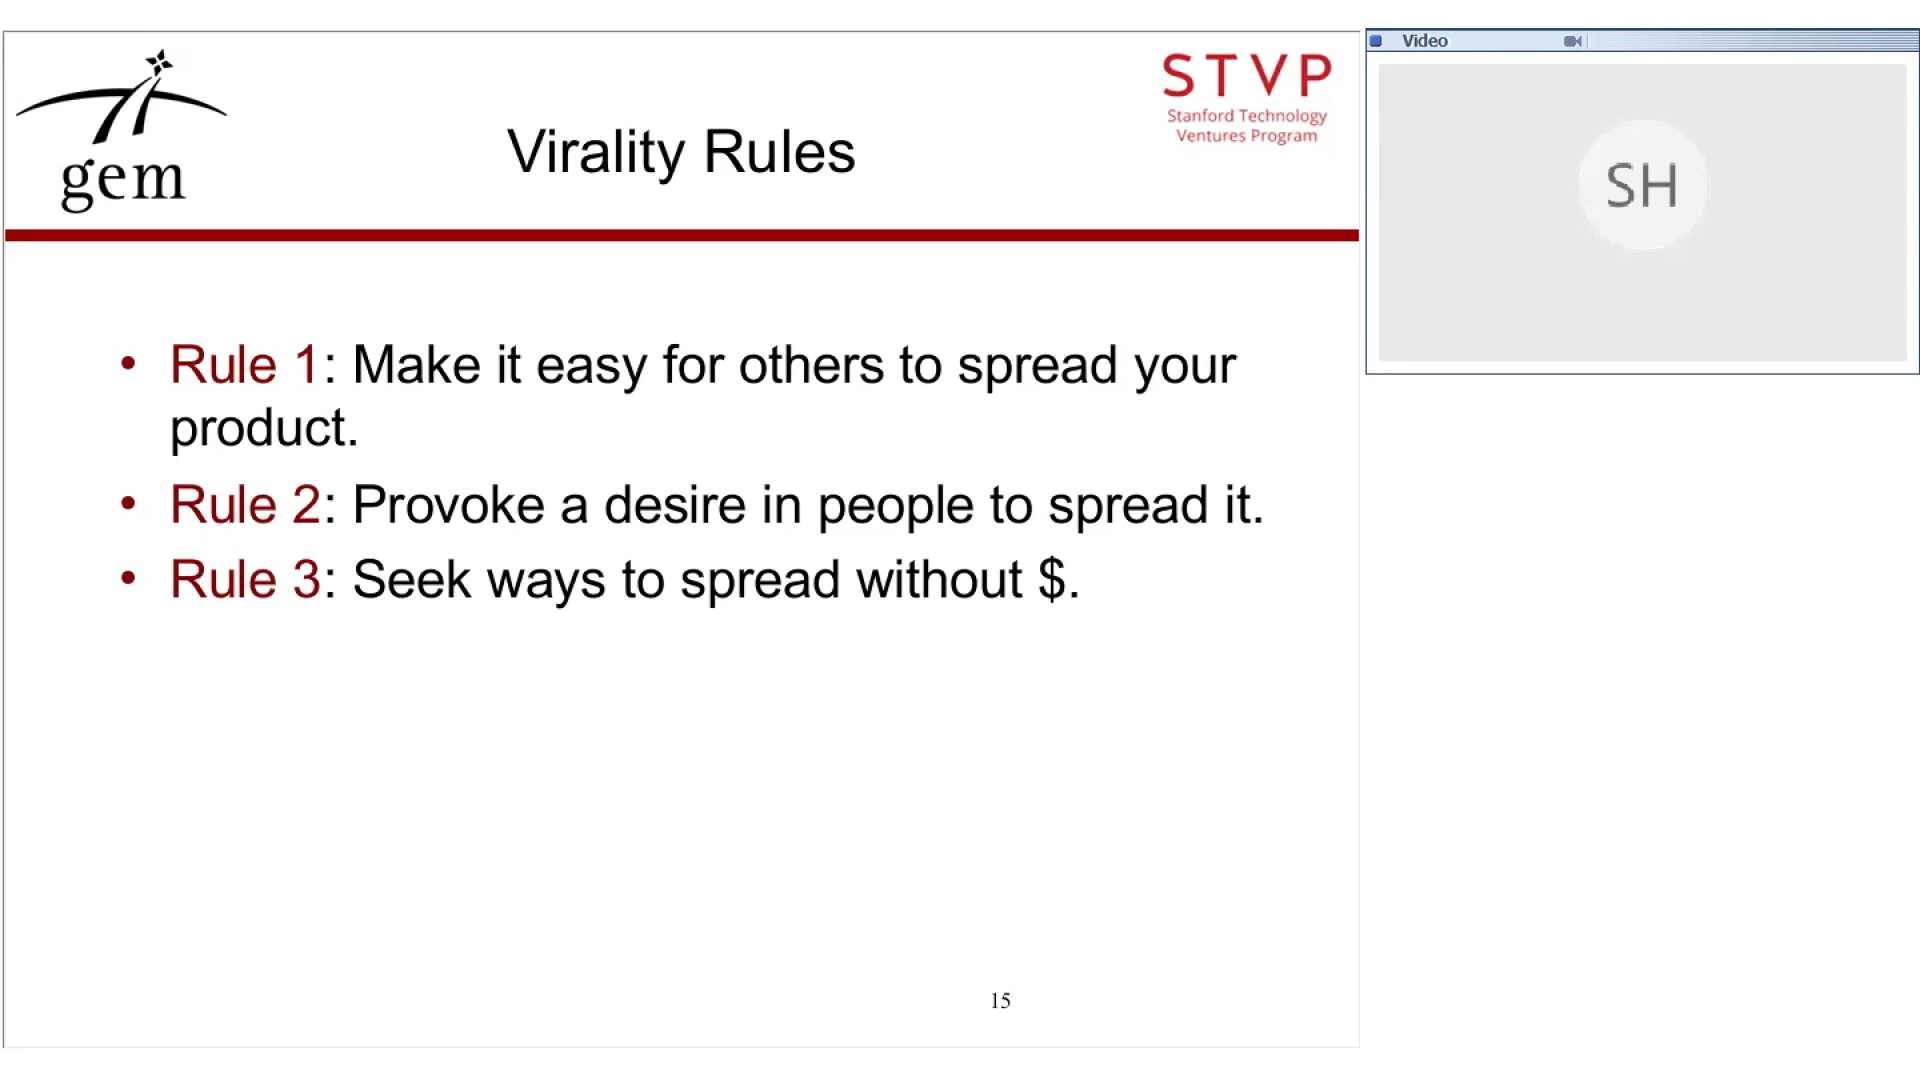 gem
Virality Rules
STVP
Stanford Technology
Ventures Program
• Rule 1: Make it easy for others to spread your
product.
• Rule 2: Provoke a desire in people to spread it.
• Rule 3: Seek ways to spread without $.
15
Video
SH